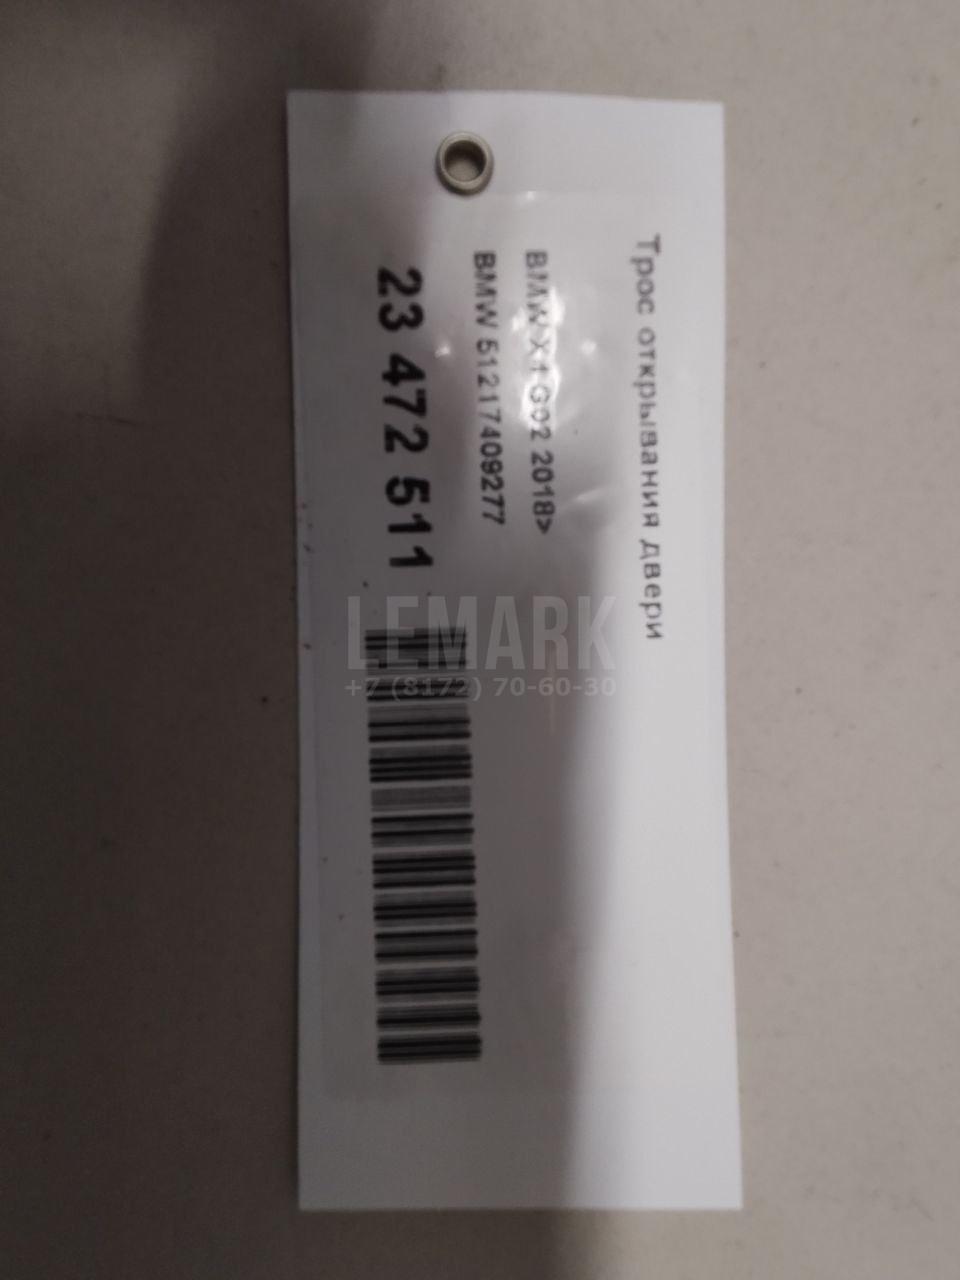 Трос открывания двери
BMW X4 G02 2018>
BMW 51217409277
23 472 511
LEMARK
+7 (8172) 70-60-30